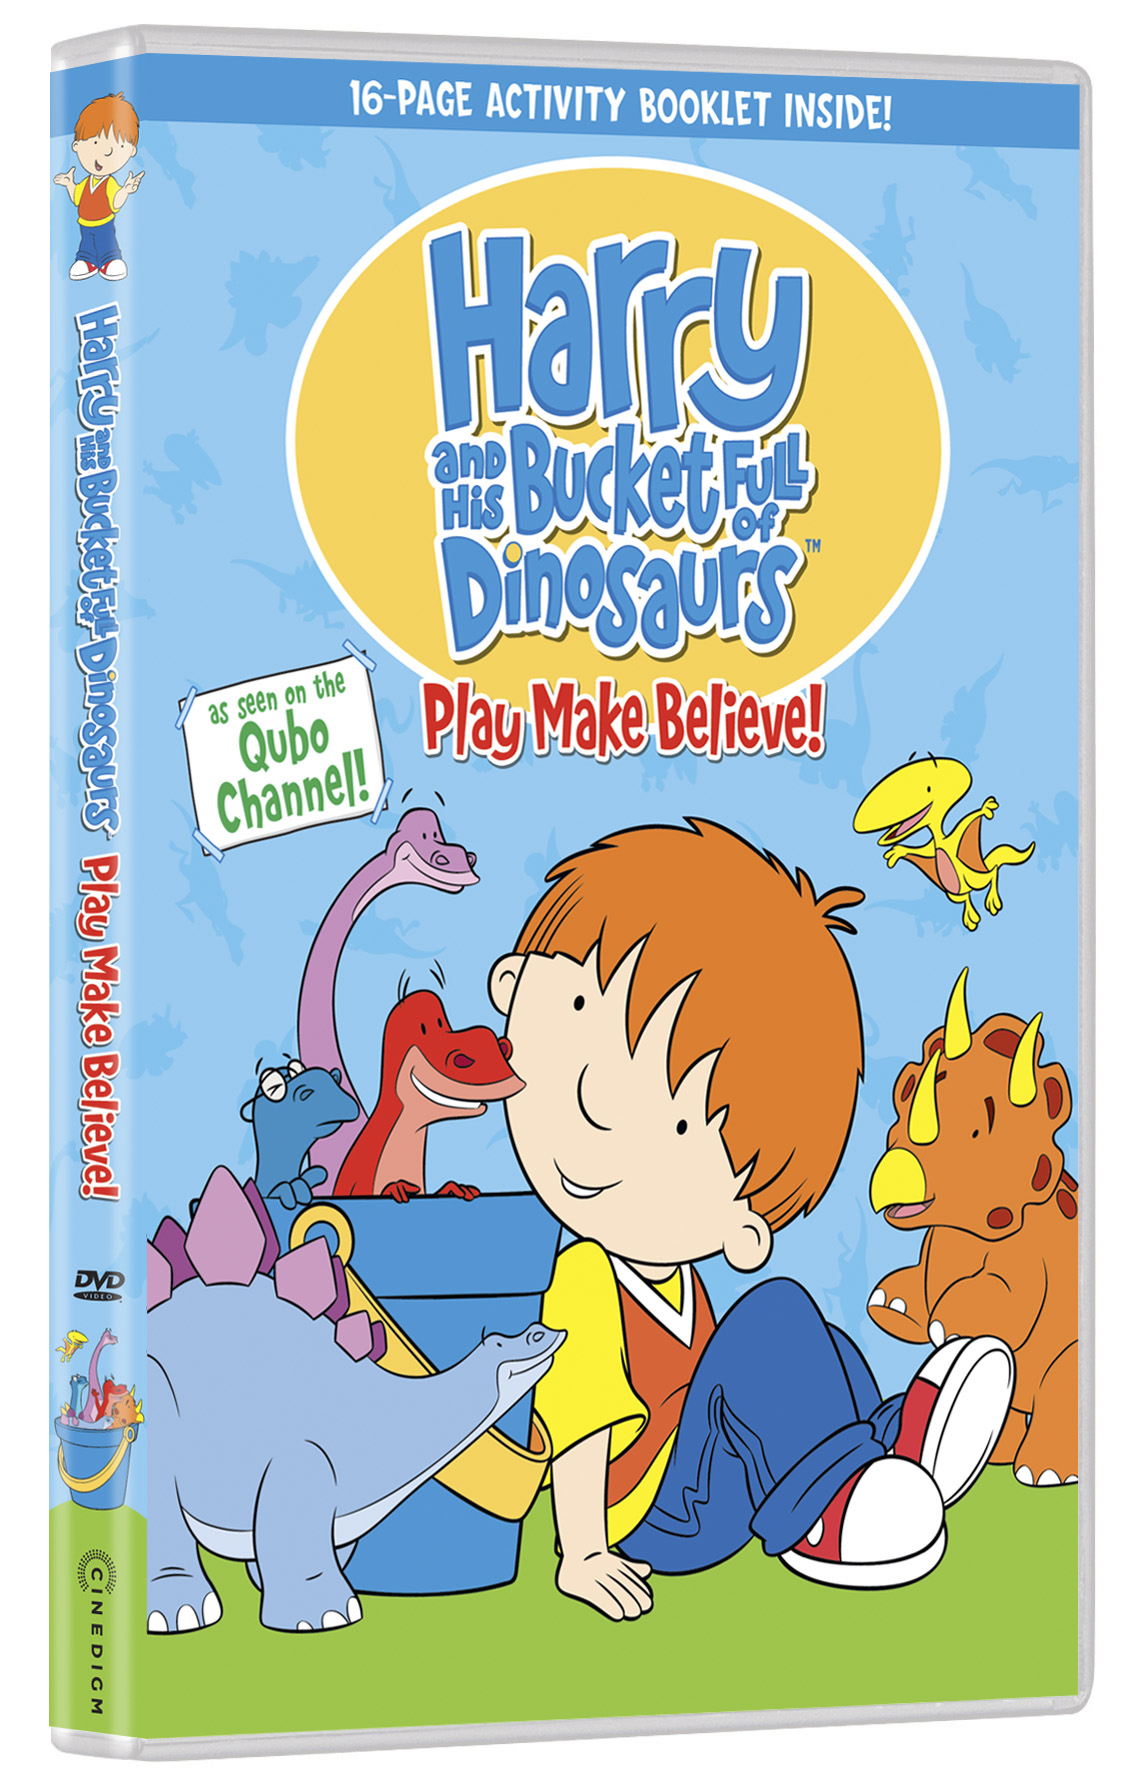 16-PAGE ACTIVITY BOOKLET INSIDE!
Harry
and His Bucket Full of
Dinosaurs™
Play Make Believe!
as seen on the
Qubo
Channel!
Harry and His Bucket Full of Dinosaurs Play Make Believe!
DVD
VIDEO
CINEDIGM